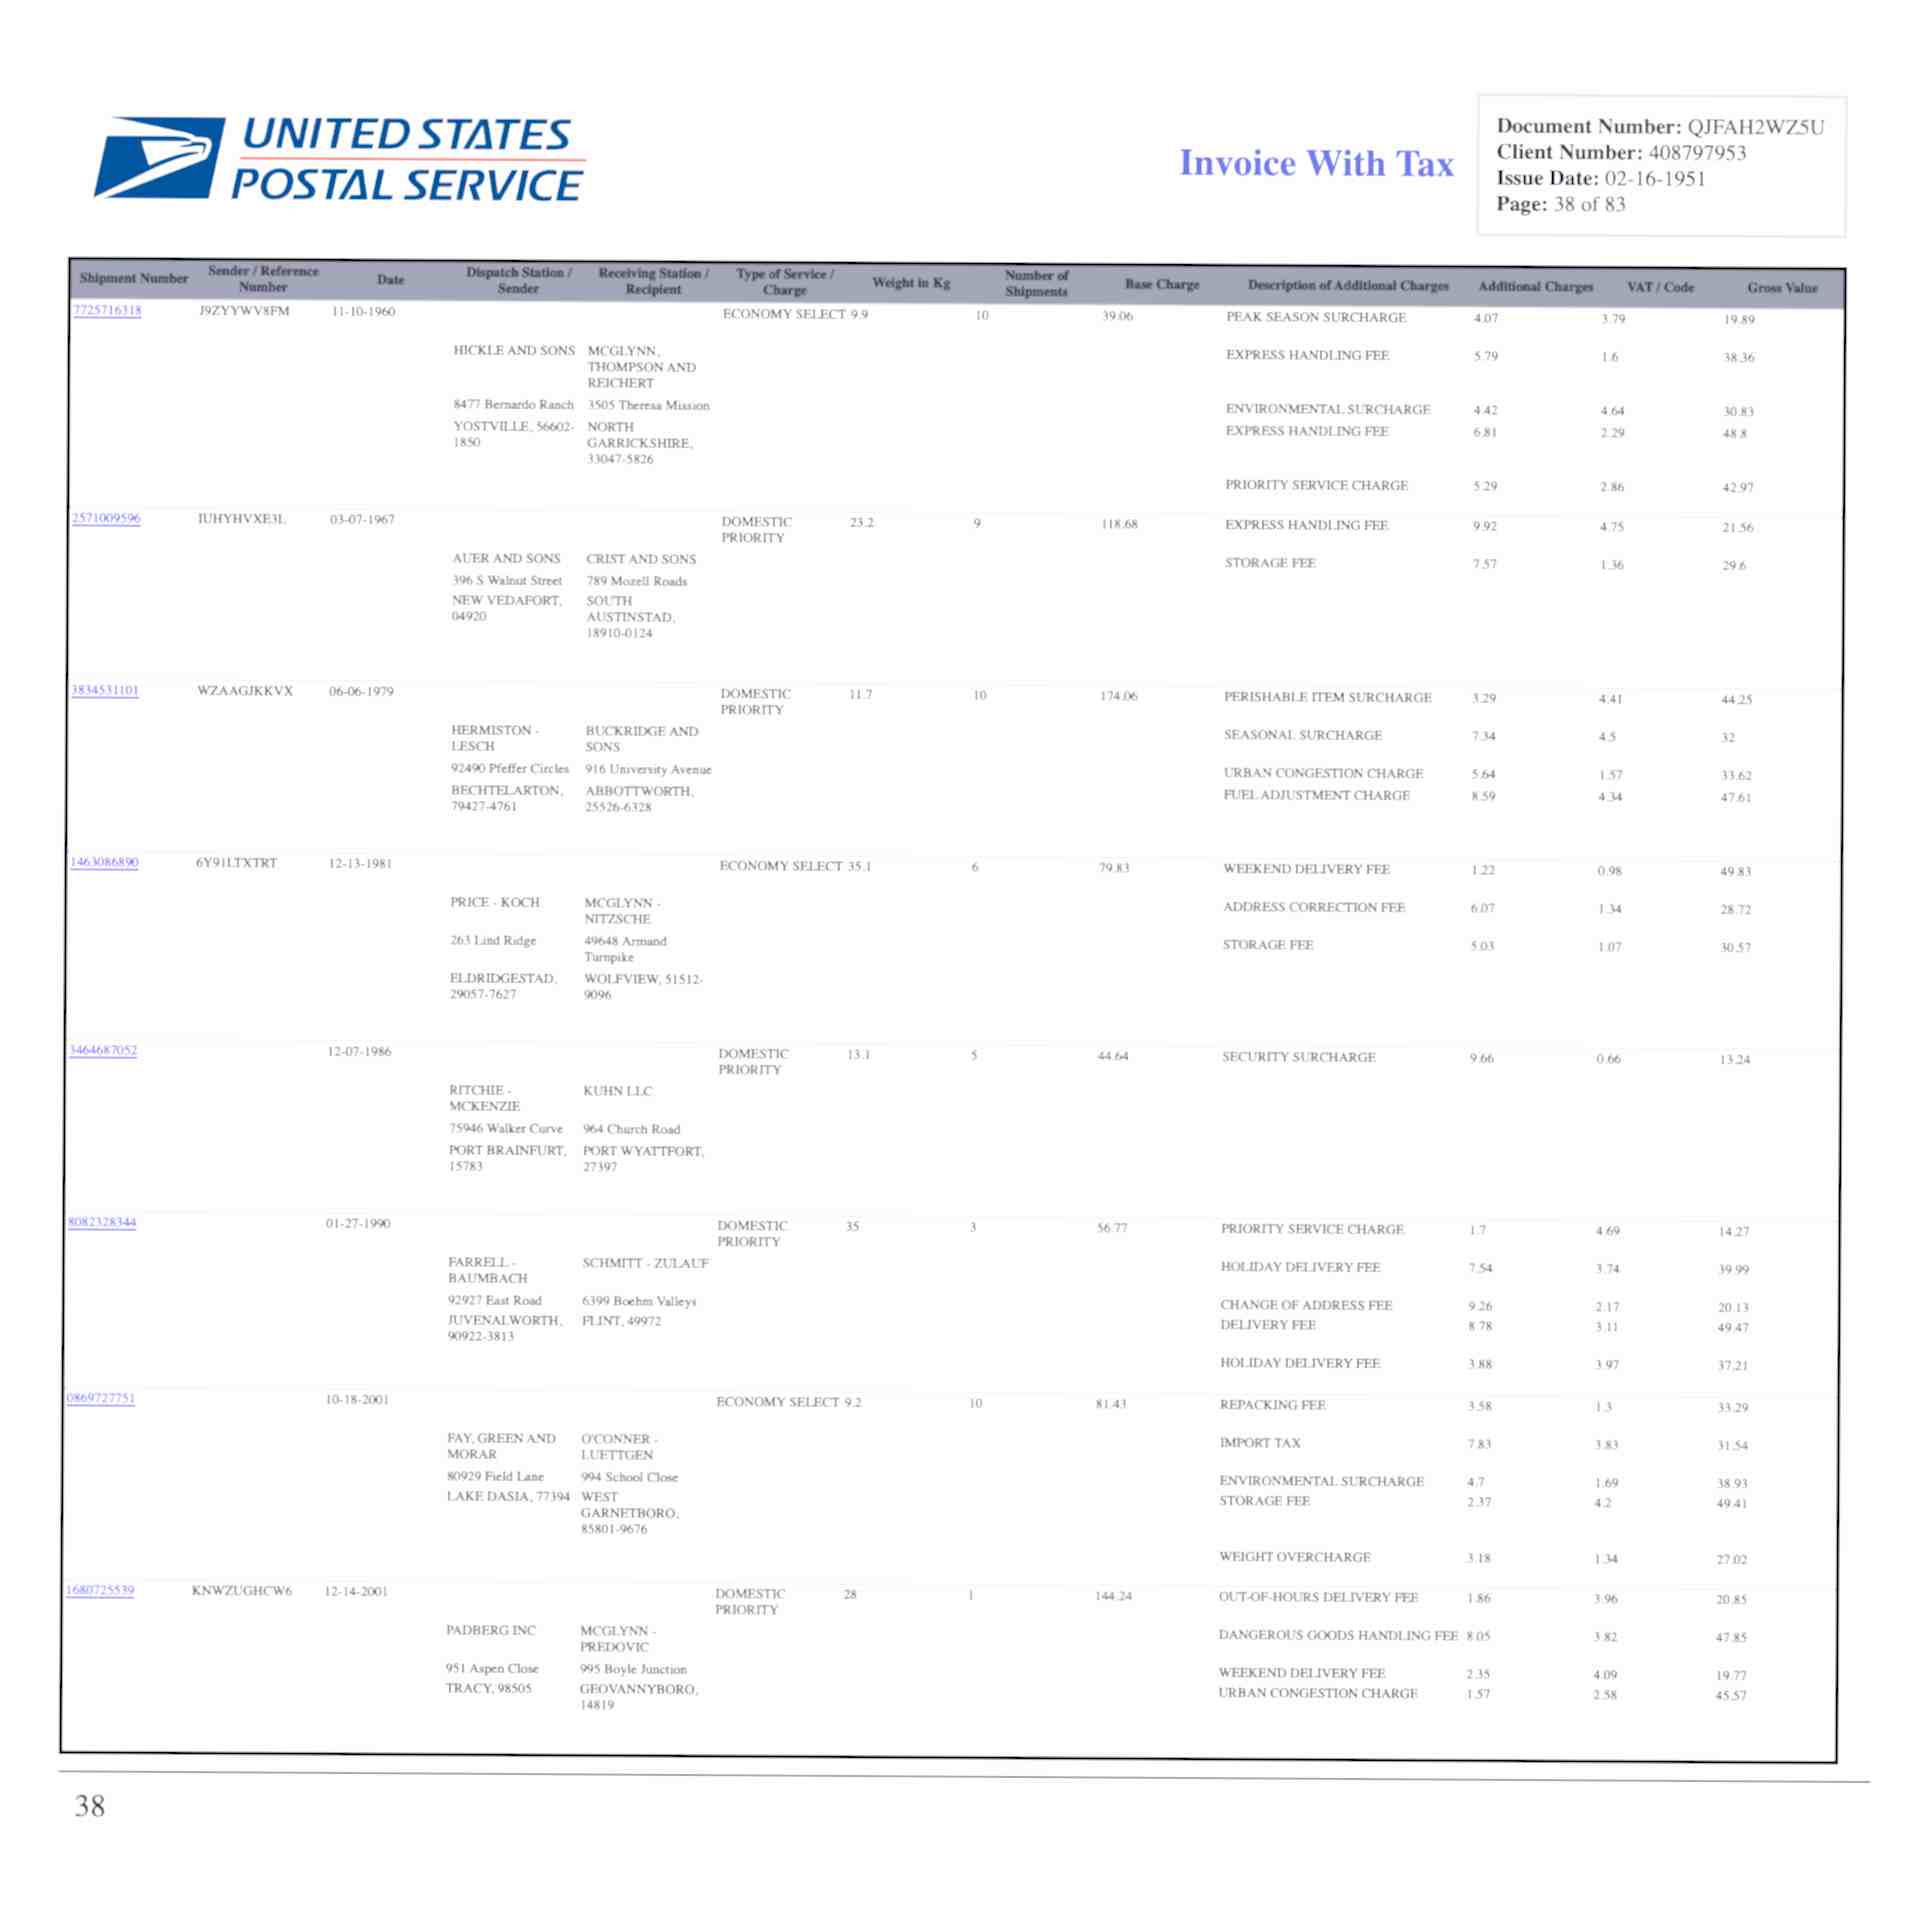 UNITED STATES
POSTAL SERVICE
Invoice With Tax
Document Number: QJFAH2WZ5U
Client Number: 408797953
Issue Date: 02-16-1951
Page: 38 of 83
Shipment Number Sender / Reference Number Date Dispatch Station / Sender Receiving Station / Recipient Type of Service / Charge Weight in Kg Number of Shipments Base Charge Description of Additional Charges Additional Charges VAT / Code Gross Value
7725716318 J9ZYYWV8FM 11-10-1960 ECONOMY SELECT 9.9 10 39.06 PEAK SEASON SURCHARGE 4.07 3.79 19.89
HICKLE AND SONS MCGLYNN, EXPRESS HANDLING FEE 5.79 1.6 38.36
THOMPSON AND
REICHERT
8477 Bernardo Ranch 3505 Theresa Mission ENVIRONMENTAL SURCHARGE 4.42 4.64 30.83
YOSTVILLE, 56602- NORTH EXPRESS HANDLING FEE 6.81 2.29 48.8
1850 GARRICKSHIRE,
33047-5826
PRIORITY SERVICE CHARGE 5.29 2.86 42.97
2571009596 IUHYHVXE3L 03-07-1967 DOMESTIC 23.2 9 118.68 EXPRESS HANDLING FEE 9.92 4.75 21.56
PRIORITY
AUER AND SONS CRIST AND SONS STORAGE FEE 7.57 1.36 29.6
396 S Walnut Street 789 Mozell Roads
NEW VEDAFORT, SOUTH
04920 AUSTINSTAD,
18910-0124
3834531101 WZAAGJKKVX 06-06-1979 DOMESTIC 11.7 10 174.06 PERISHABLE ITEM SURCHARGE 3.29 4.41 44.25
PRIORITY
HERMISTON - BUCKRIDGE AND SEASONAL SURCHARGE 7.34 4.5 32
LESCH SONS
92490 Pfeffer Circles 916 University Avenue URBAN CONGESTION CHARGE 5.64 1.57 33.62
BECHTELARTON, ABBOTTWORTH, FUEL ADJUSTMENT CHARGE 8.59 4.34 47.61
79427-4761 25526-6328
1463086890 6Y91LTXTRT 12-13-1981 ECONOMY SELECT 35.1 6 79.83 WEEKEND DELIVERY FEE 1.22 0.98 49.83
PRICE - KOCH MCGLYNN - ADDRESS CORRECTION FEE 6.07 1.34 28.72
NITZSCHE
263 Lind Ridge 49648 Armand STORAGE FEE 5.03 1.07 30.57
Turnpike
ELDRIDGESTAD, WOLFVIEW, 51512-
29057-7627 9096
3464687052 12-07-1986 DOMESTIC 13.1 5 44.64 SECURITY SURCHARGE 9.66 0.66 13.24
PRIORITY
RITCHIE - KUHN LLC
MCKENZIE
75946 Walker Curve 964 Church Road
PORT BRAINFURT, PORT WYATTFORT,
15783 27397
8082328344 01-27-1990 DOMESTIC 35 3 56.77 PRIORITY SERVICE CHARGE 1.7 4.69 14.27
PRIORITY
FARRELL - SCHMITT - ZULAUF HOLIDAY DELIVERY FEE 7.54 3.74 39.99
BAUMBACH
92927 East Road 6399 Boehm Valleys CHANGE OF ADDRESS FEE 9.26 2.17 20.13
JUVENALWORTH, FLINT, 49972 DELIVERY FEE 8.78 3.11 49.47
90922-3813
HOLIDAY DELIVERY FEE 3.88 3.97 37.21
0869727751 10-18-2001 ECONOMY SELECT 9.2 10 81.43 REPACKING FEE 3.58 1.3 33.29
FAY, GREEN AND O'CONNER - IMPORT TAX 7.83 3.83 31.54
MORAR LUETTGEN
80929 Field Lane 994 School Close ENVIRONMENTAL SURCHARGE 4.7 1.69 38.93
LAKE DASIA, 77394 WEST STORAGE FEE 2.37 4.2 49.41
GARNETBORO,
85801-9676
WEIGHT OVERCHARGE 3.18 1.34 27.02
1680725539 KNWZUGHCW6 12-14-2001 DOMESTIC 28 1 144.24 OUT-OF-HOURS DELIVERY FEE 1.86 3.96 20.85
PRIORITY
PADBERG INC MCGLYNN - DANGEROUS GOODS HANDLING FEE 8.05 3.82 47.85
PREDOVIC
951 Aspen Close 995 Boyle Junction WEEKEND DELIVERY FEE 2.35 4.09 19.77
TRACY, 98505 GEOVANNYBORO, URBAN CONGESTION CHARGE 1.57 2.58 45.57
14819
38